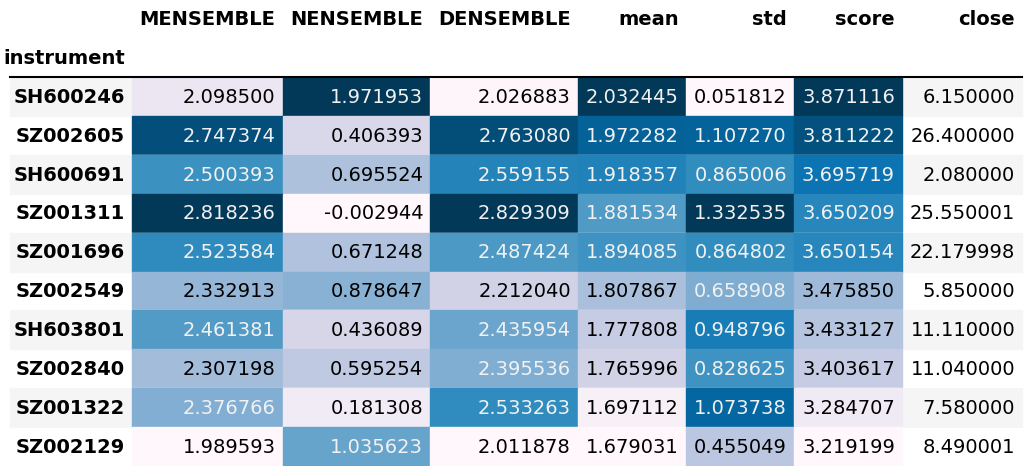 MENSEMBLE NENSEMBLE DENSEMBLE mean std score close
instrument
SH600246 2.098500 1.971953 2.026883 2.032445 0.051812 3.871116 6.150000
SZ002605 2.747374 0.406393 2.763080 1.972282 1.107270 3.811222 26.400000
SH600691 2.500393 0.695524 2.559155 1.918357 0.865006 3.695719 2.080000
SZ001311 2.818236 -0.002944 2.829309 1.881534 1.332535 3.650209 25.550001
SZ001696 2.523584 0.671248 2.487424 1.894085 0.864802 3.650154 22.179998
SZ002549 2.332913 0.878647 2.212040 1.807867 0.658908 3.475850 5.850000
SH603801 2.461381 0.436089 2.435954 1.777808 0.948796 3.433127 11.110000
SZ002840 2.307198 0.595254 2.395536 1.765996 0.828625 3.403617 11.040000
SZ001322 2.376766 0.181308 2.533263 1.697112 1.073738 3.284707 7.580000
SZ002129 1.989593 1.035623 2.011878 1.679031 0.455049 3.219199 8.490001